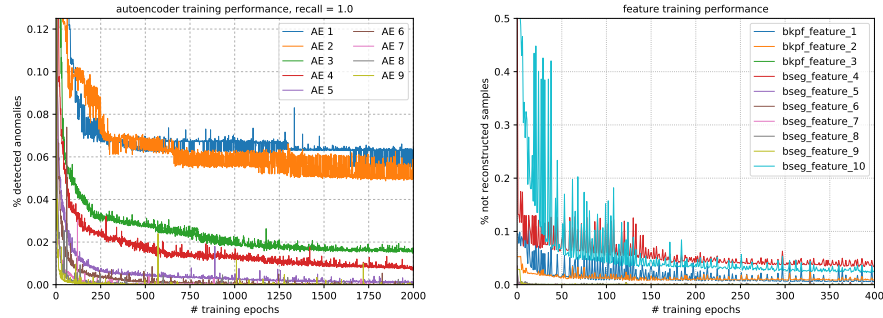 autoencoder training performance, recall = 1.0
% detected anomalies
0.12
0.10
0.08
0.06
0.04
0.02
0.00
AE 1
AE 2
AE 3
AE 4
AE 5
AE 6
AE 7
AE 8
AE 9
0 250 500 750 1000 1250 1500 1750 2000
# training epochs
feature training performance
% not reconstructed samples
0.5
0.4
0.3
0.2
0.1
0.0
bkpf_feature_1
bkpf_feature_2
bkpf_feature_3
bseg_feature_4
bseg_feature_5
bseg_feature_6
bseg_feature_7
bseg_feature_8
bseg_feature_9
bseg_feature_10
0 50 100 150 200 250 300 350 400
# training epochs